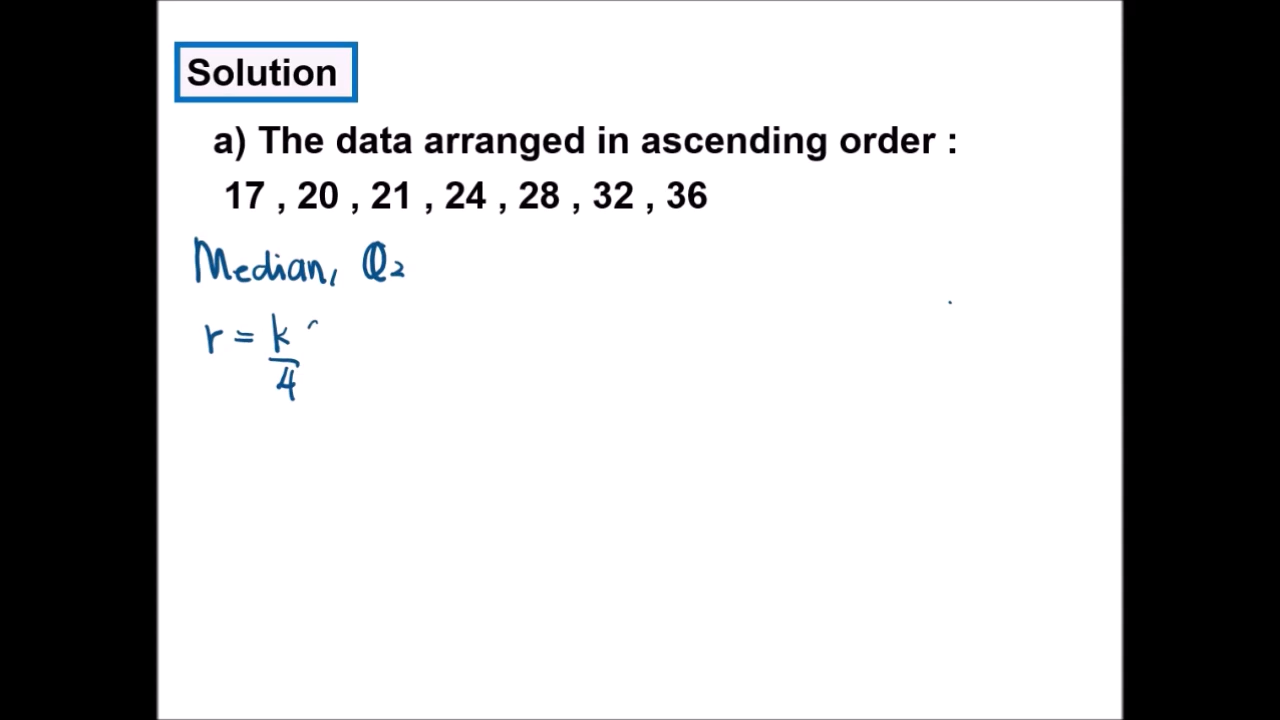 Solution
a) The data arranged in ascending order :
17 , 20 , 21 , 24 , 28 , 32 , 36
Median, Q₂
r = k/4